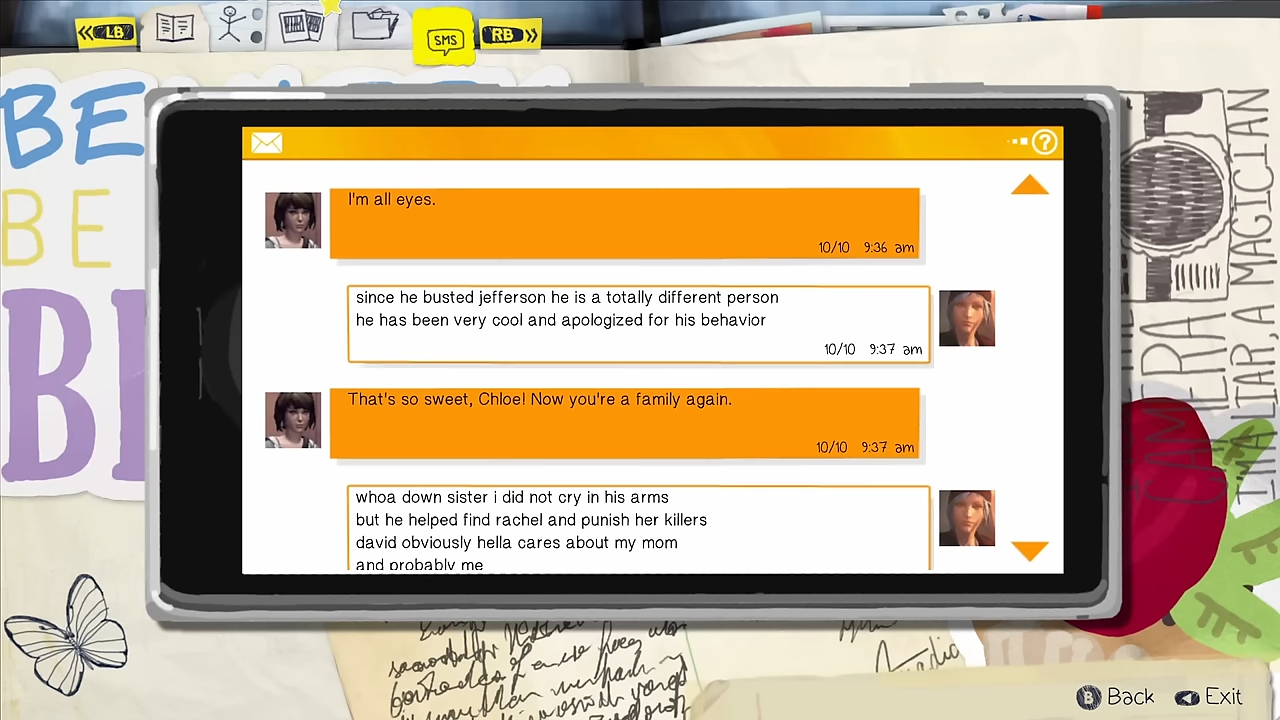 LB
SMS
RB
BE
BE
I'm all eyes.
10/10 9:36 am
since he busted jefferson he is a totally different person
he has been very cool and apologized for his behavior
10/10 9:37 am
That's so sweet, Chloe! Now you're a family again.
10/10 9:37 am
whoa down sister i did not cry in his arms
but he helped find rachel and punish her killers
david obviously hella cares about my mom
and probably me
CAMERA
I'M A LIAR, A MAGICIAN
B Back
Exit